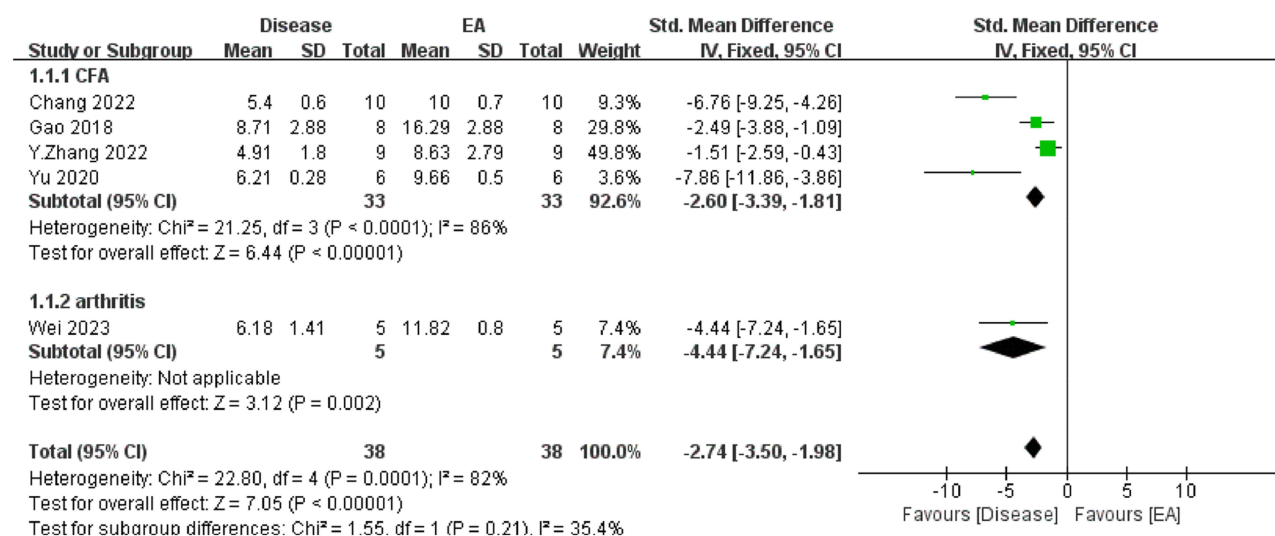 Disease EA Std. Mean Difference Std. Mean Difference
Study or Subgroup Mean SD Total Mean SD Total Weight IV, Fixed, 95% CI IV, Fixed, 95% CI
1.1.1 CFA
Chang 2022 5.4 0.6 10 10 0.7 10 9.3% -6.76 [-9.25, -4.26]
Gao 2018 8.71 2.88 8 16.29 2.88 8 29.8% -2.49 [-3.88, -1.09]
Y.Zhang 2022 4.91 1.8 9 8.63 2.79 9 49.8% -1.51 [-2.59, -0.43]
Yu 2020 6.21 0.28 6 9.66 0.5 6 3.6% -7.86 [-11.86, -3.86]
Subtotal (95% CI) 33 33 92.6% -2.60 [-3.39, -1.81]
Heterogeneity: Chi² = 21.25, df = 3 (P < 0.0001); I² = 86%
Test for overall effect: Z = 6.44 (P < 0.00001)
1.1.2 arthritis
Wei 2023 6.18 1.41 5 11.82 0.8 5 7.4% -4.44 [-7.24, -1.65]
Subtotal (95% CI) 5 5 7.4% -4.44 [-7.24, -1.65]
Heterogeneity: Not applicable
Test for overall effect: Z = 3.12 (P = 0.002)
Total (95% CI) 38 38 100.0% -2.74 [-3.50, -1.98]
Heterogeneity: Chi² = 22.80, df = 4 (P = 0.0001); I² = 82%
Test for overall effect: Z = 7.05 (P < 0.00001)
Test for subgroup differences: Chi² = 1.55, df = 1 (P = 0.21), I² = 35.4%
-10 -5 0 5 10
Favours [Disease] Favours [EA]